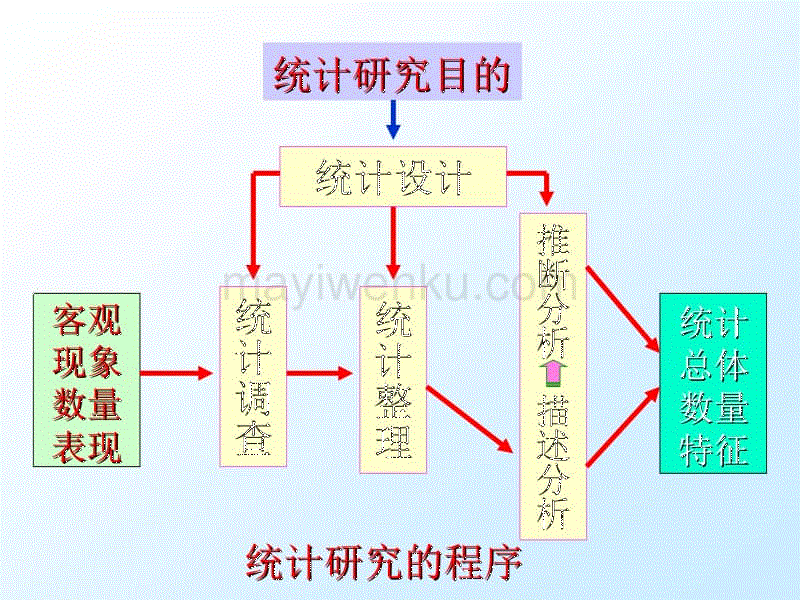 统计研究目的
统计设计
mayiwenku.com
客观
现象
数量
表现
统计调查
统计整理
推断分析
描述分析
统计
总体
数量
特征
统计研究的程序